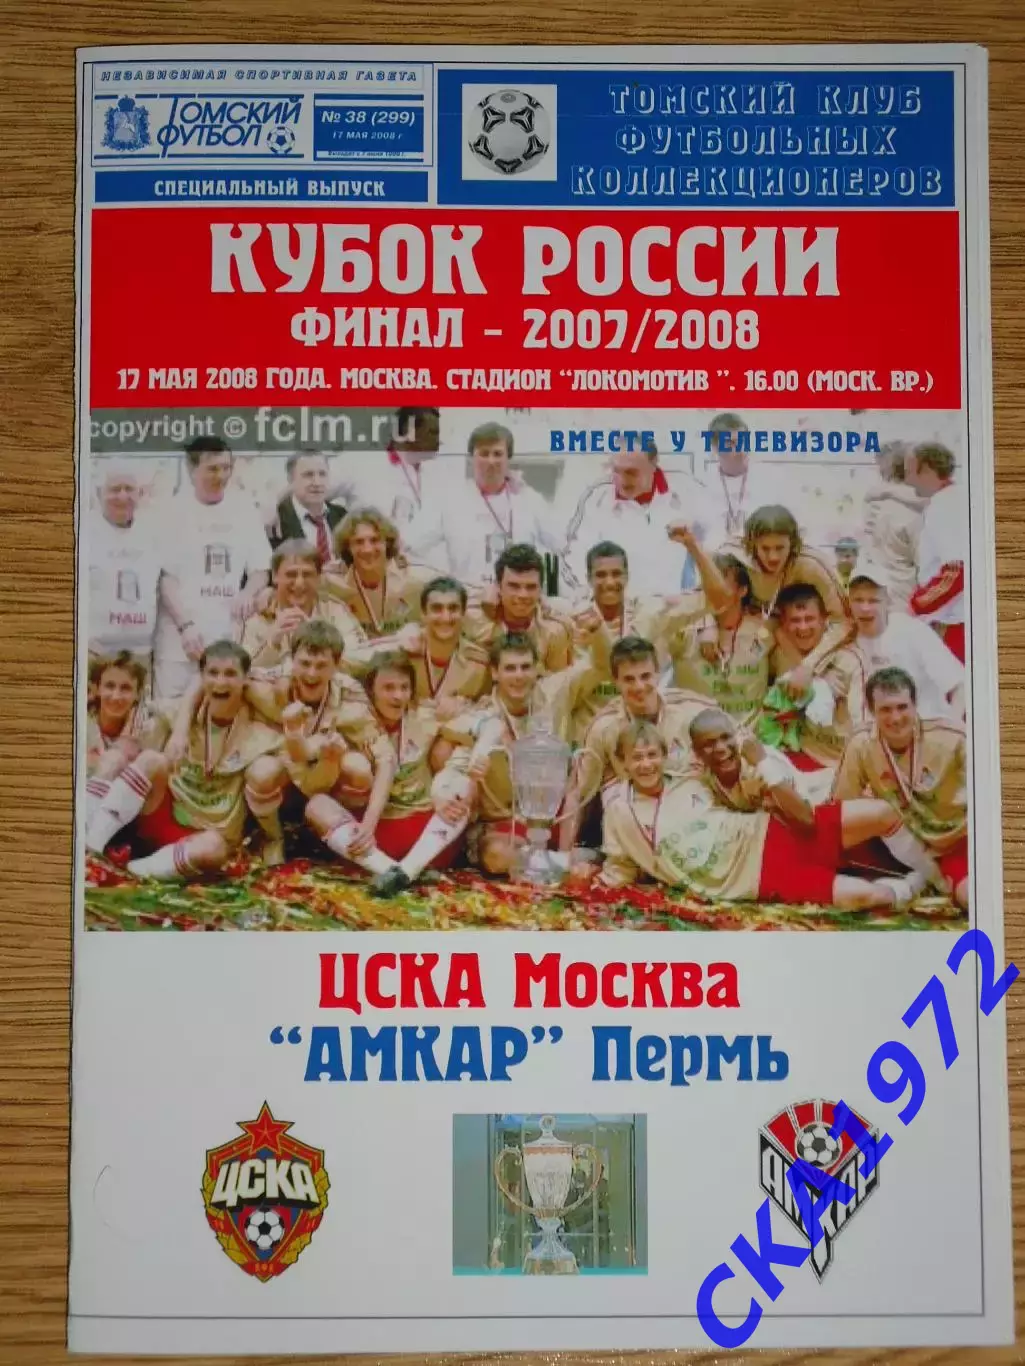 НЕЗАВИСИМАЯ СПОРТИВНАЯ ГАЗЕТА
ТОМСКИЙ ФУТБОЛ
№ 38 (299)
17 МАЯ 2008 г
СПЕЦИАЛЬНЫЙ ВЫПУСК
ТОМСКИЙ КЛУБ
ФУТБОЛЬНЫХ
КОЛЛЕКЦИОНЕРОВ
КУБОК РОССИИ
ФИНАЛ - 2007/2008
17 МАЯ 2008 ГОДА. МОСКВА. СТАДИОН "ЛОКОМОТИВ ". 16.00 (МОСК. ВР.)
copyright © fclm.ru
ВМЕСТЕ У ТЕЛЕВИЗОРА
НАШ
НАШ
ЦСКА Москва
"АМКАР" Пермь
ЦСКА
АМКАР
СКА1972